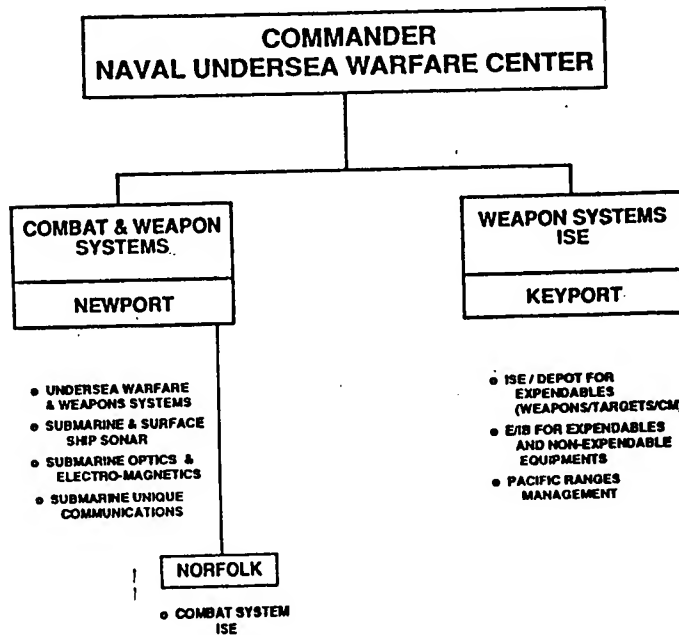 COMMANDER
NAVAL UNDERSEA WARFARE CENTER
COMBAT & WEAPON
SYSTEMS
NEWPORT
● UNDERSEA WARFARE
& WEAPONS SYSTEMS
● SUBMARINE & SURFACE
SHIP SONAR
● SUBMARINE OPTICS &
ELECTRO-MAGNETICS
● SUBMARINE UNIQUE
COMMUNICATIONS
NORFOLK
● COMBAT SYSTEM
ISE
WEAPON SYSTEMS
ISE
KEYPORT
● ISE / DEPOT FOR
EXPENDABLES
(WEAPONS/TARGETS/CM)
● E/IB FOR EXPENDABLES
AND NON-EXPENDABLE
EQUIPMENTS
● PACIFIC RANGES
MANAGEMENT